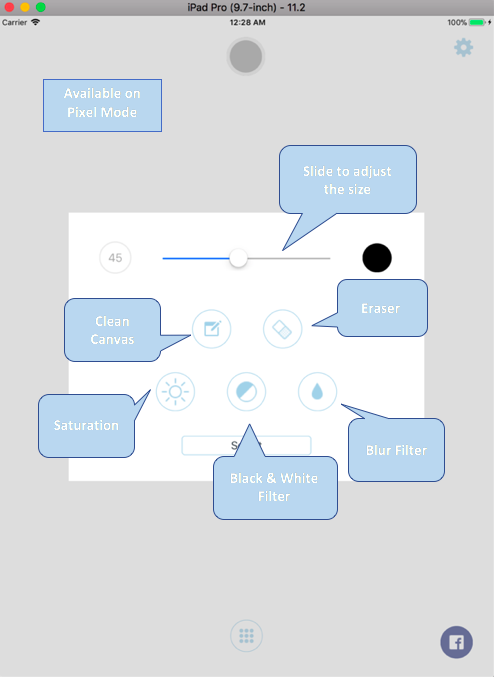 iPad Pro (9.7-inch) - 11.2
Carrier 12:28 AM 100%
Available on
Pixel Mode
Slide to adjust
the size
45
Eraser
Clean
Canvas
Saturation
Blur Filter
Black & White
Filter